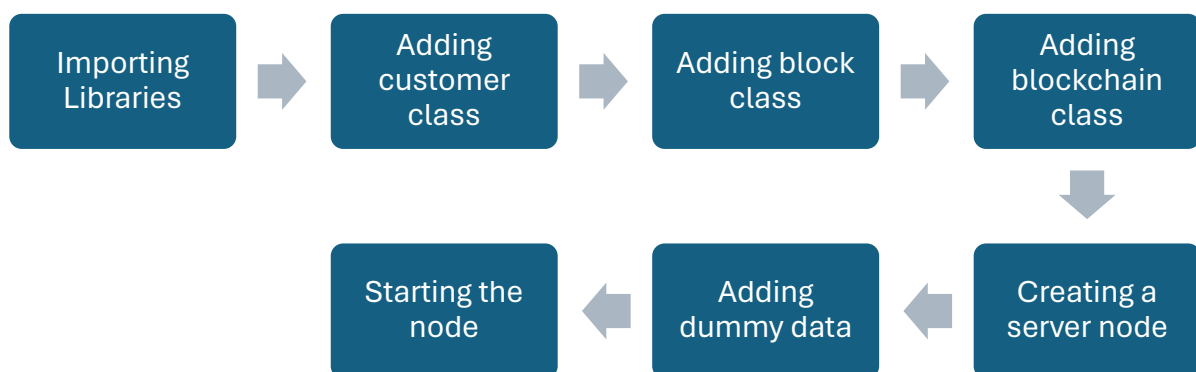 Importing
Libraries
Adding
customer
class
Adding block
class
Adding
blockchain
class
Creating a
server node
Adding
dummy data
Starting the
node